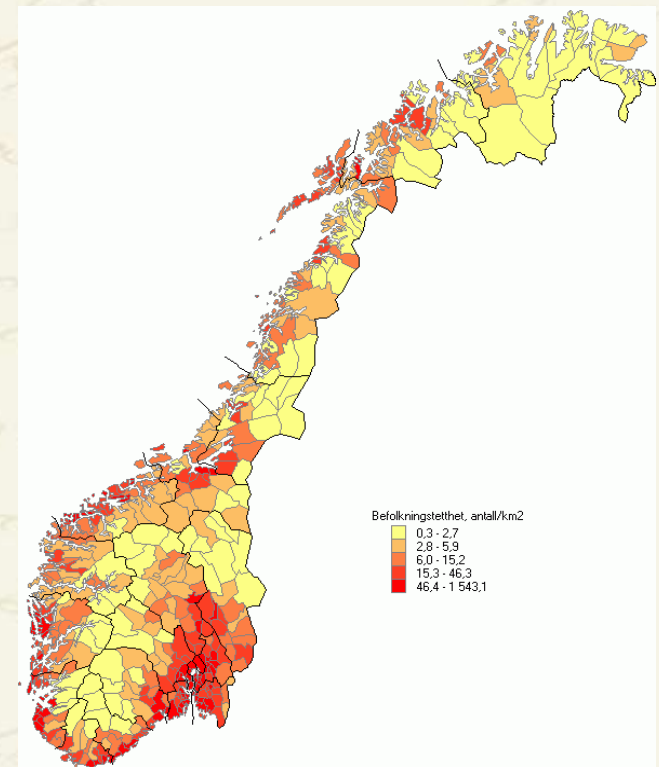 Befolkningstetthet, antall/km2
0,3 - 2,7
2,8 - 5,9
6,0 - 15,2
15,3 - 46,3
46,4 - 1 543,1